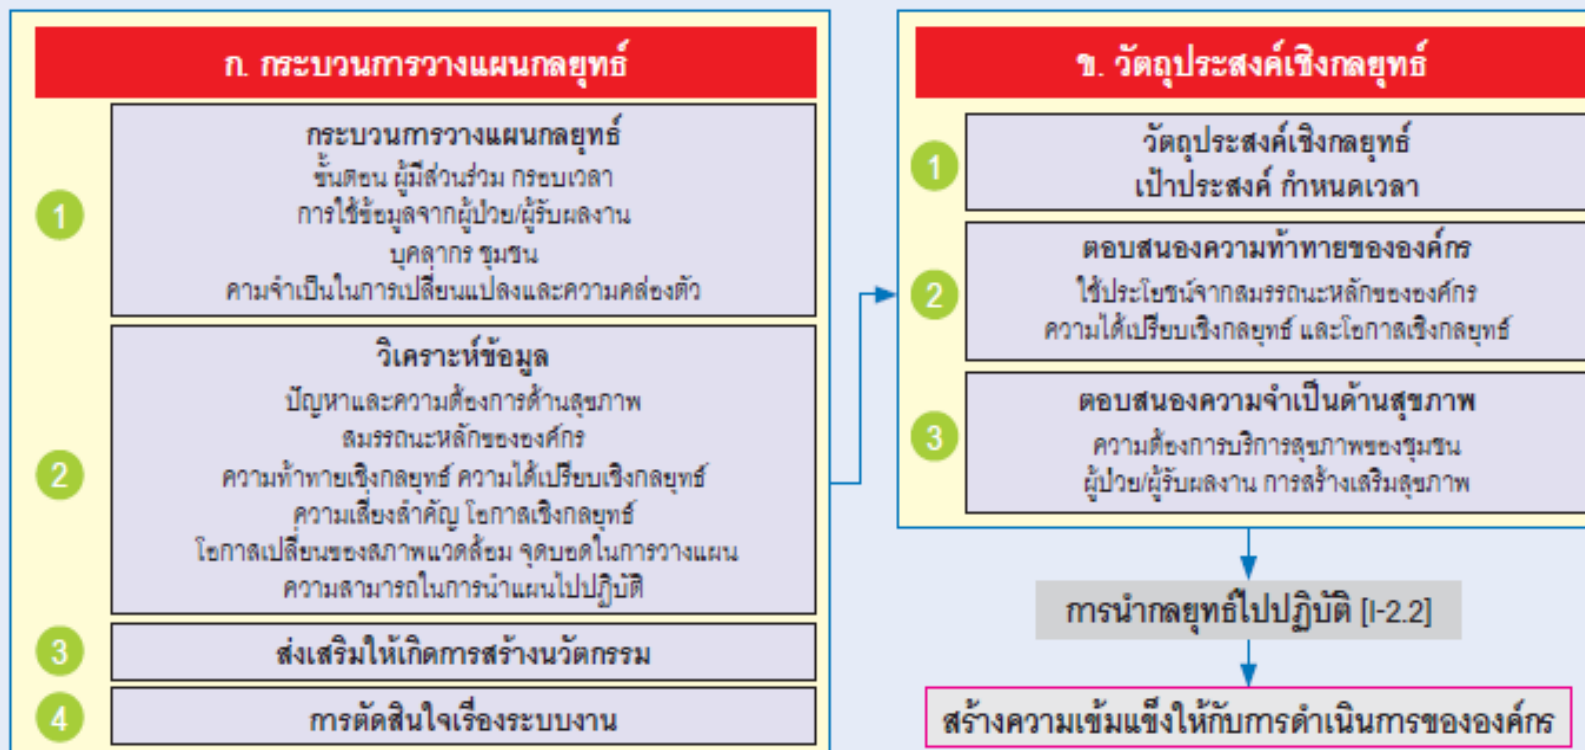 ก. กระบวนการวางแผนกลยุทธ์
1
กระบวนการวางแผนกลยุทธ์
ขั้นตอน ผู้มีส่วนร่วม กรอบเวลา
การใช้ข้อมูลจากผู้ป่วย/ผู้รับผลงาน
บุคลากร ชุมชน
คามจำเป็นในการเปลี่ยนแปลงและความคล่องตัว
2
วิเคราะห์ข้อมูล
ปัญหาและความต้องการด้านสุขภาพ
สมรรถนะหลักขององค์กร
ความท้าทายเชิงกลยุทธ์ ความได้เปรียบเชิงกลยุทธ์
ความเสี่ยงสำคัญ โอกาสเชิงกลยุทธ์
โอกาสเปลี่ยนของสภาพแวดล้อม จุดบอดในการวางแผน
ความสามารถในการนำแผนไปปฏิบัติ
3
ส่งเสริมให้เกิดการสร้างนวัตกรรม
4
การตัดสินใจเรื่องระบบงาน
ข. วัตถุประสงค์เชิงกลยุทธ์
1
วัตถุประสงค์เชิงกลยุทธ์
เป้าประสงค์ กำหนดเวลา
2
ตอบสนองความท้าทายขององค์กร
ใช้ประโยชน์จากสมรรถนะหลักขององค์กร
ความได้เปรียบเชิงกลยุทธ์ และโอกาสเชิงกลยุทธ์
3
ตอบสนองความจำเป็นด้านสุขภาพ
ความต้องการบริการสุขภาพของชุมชน
ผู้ป่วย/ผู้รับผลงาน การสร้างเสริมสุขภาพ
การนำกลยุทธ์ไปปฏิบัติ [I-2.2]
สร้างความเข้มแข็งให้กับการดำเนินการขององค์กร